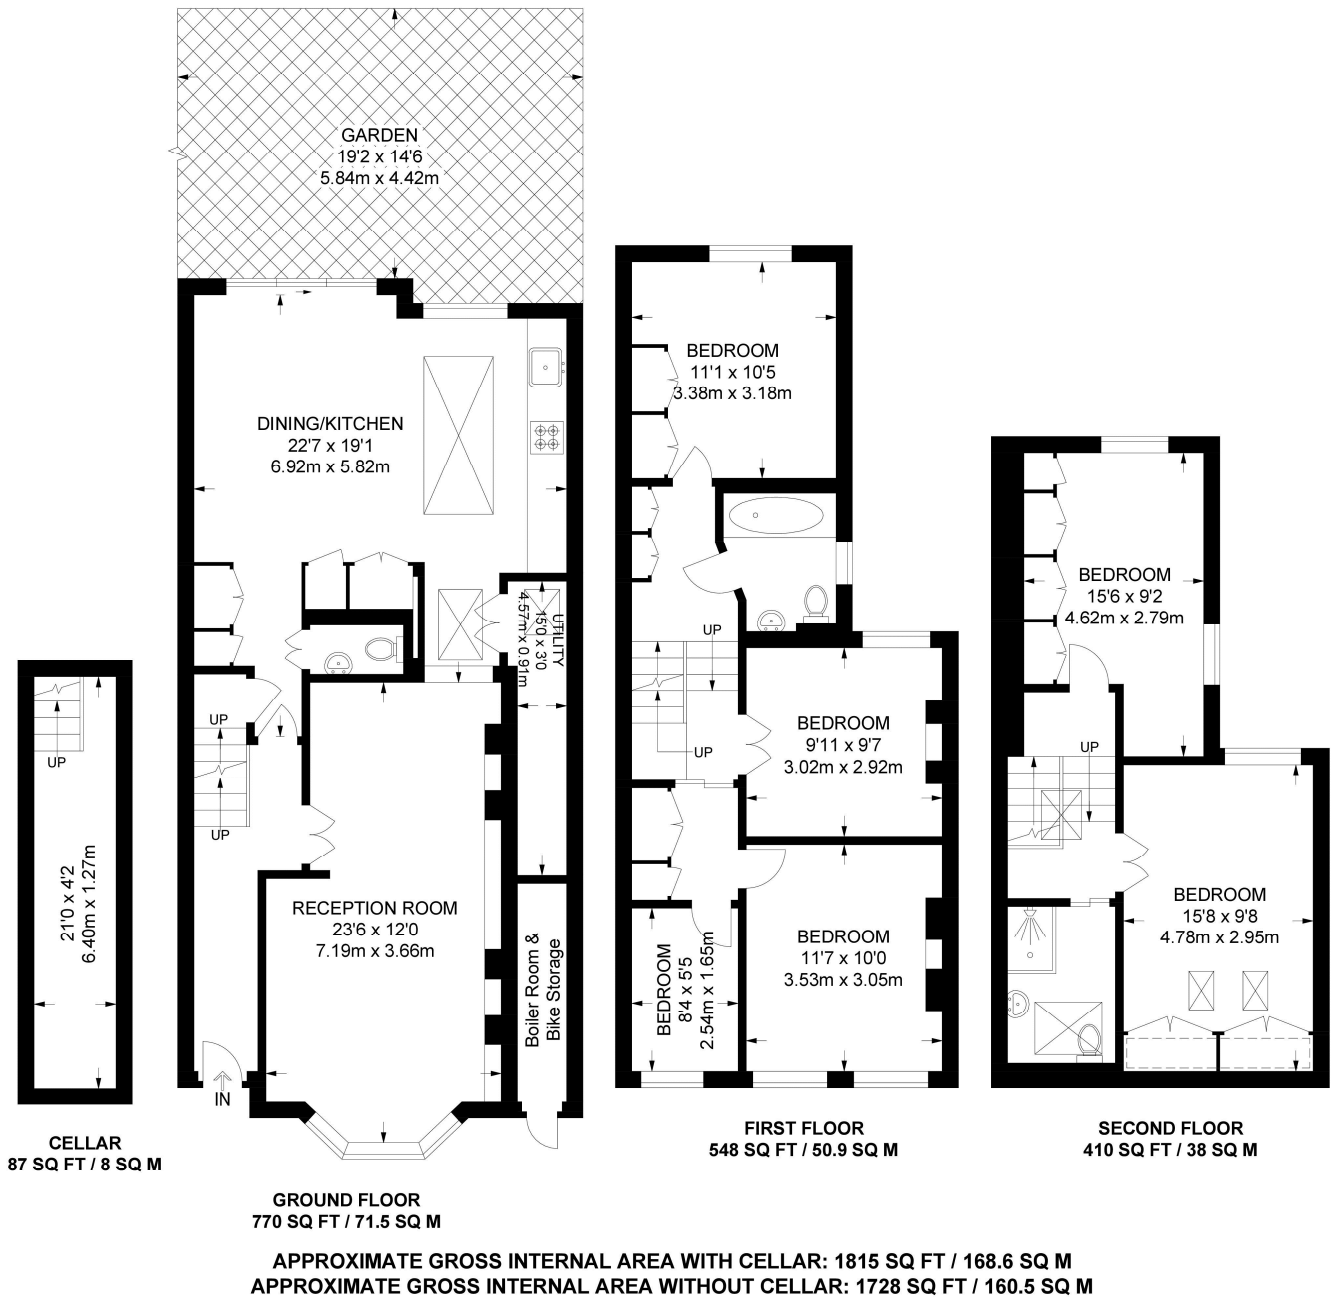 GARDEN
19'2 x 14'6
5.84m x 4.42m
DINING/KITCHEN
22'7 x 19'1
6.92m x 5.82m
UTILITY
15'0 x 3'0
4.57m x 0.91m
UP
UP
RECEPTION ROOM
23'6 x 12'0
7.19m x 3.66m
Boiler Room &
Bike Storage
IN
UP
21'0 x 4'2
6.40m x 1.27m
CELLAR
87 SQ FT / 8 SQ M
GROUND FLOOR
770 SQ FT / 71.5 SQ M
BEDROOM
11'1 x 10'5
3.38m x 3.18m
UP
UP
BEDROOM
9'11 x 9'7
3.02m x 2.92m
BEDROOM
11'7 x 10'0
3.53m x 3.05m
BEDROOM
8'4 x 5'5
2.54m x 1.65m
FIRST FLOOR
548 SQ FT / 50.9 SQ M
BEDROOM
15'6 x 9'2
4.62m x 2.79m
UP
BEDROOM
15'8 x 9'8
4.78m x 2.95m
SECOND FLOOR
410 SQ FT / 38 SQ M
APPROXIMATE GROSS INTERNAL AREA WITH CELLAR: 1815 SQ FT / 168.6 SQ M
APPROXIMATE GROSS INTERNAL AREA WITHOUT CELLAR: 1728 SQ FT / 160.5 SQ M